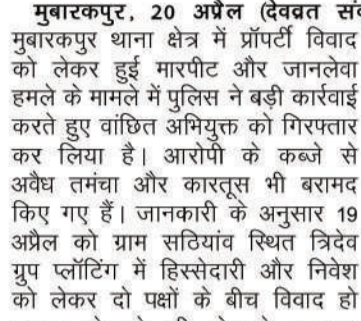 मुबारकपुर, 20 अप्रैल (देवव्रत
मुबारकपुर थाना क्षेत्र में प्रॉपर्टी विवाद
को लेकर हुई मारपीट और जानलेवा
हमले के मामले में पुलिस ने बड़ी कार्रवाई
करते हुए वांछित अभियुक्त को गिरफ्तार
कर लिया है। आरोपी के कब्जे से
अवैध तमंचा और कारतूस भी बरामद
किए गए हैं। जानकारी के अनुसार 19
अप्रैल को ग्राम सठियांव स्थित त्रिदेव
ग्रुप प्लॉटिंग में हिस्सेदारी और निवेश
को लेकर दो पक्षों के बीच विवाद हो